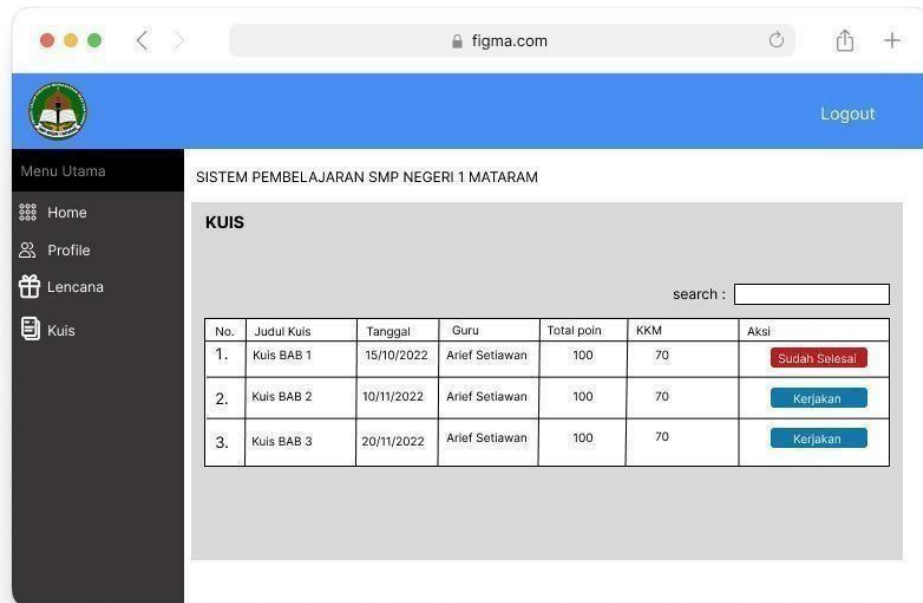 figma.com
Logout
Menu Utama
Home
Profile
Lencana
Kuis
SISTEM PEMBELAJARAN SMP NEGERI 1 MATARAM
KUIS
search :
No. Judul Kuis Tanggal Guru Total poin KKM Aksi
1. Kuis BAB 1 15/10/2022 Arief Setiawan 100 70 Sudah Selesai
2. Kuis BAB 2 10/11/2022 Arief Setiawan 100 70 Kerjakan
3. Kuis BAB 3 20/11/2022 Arief Setiawan 100 70 Kerjakan